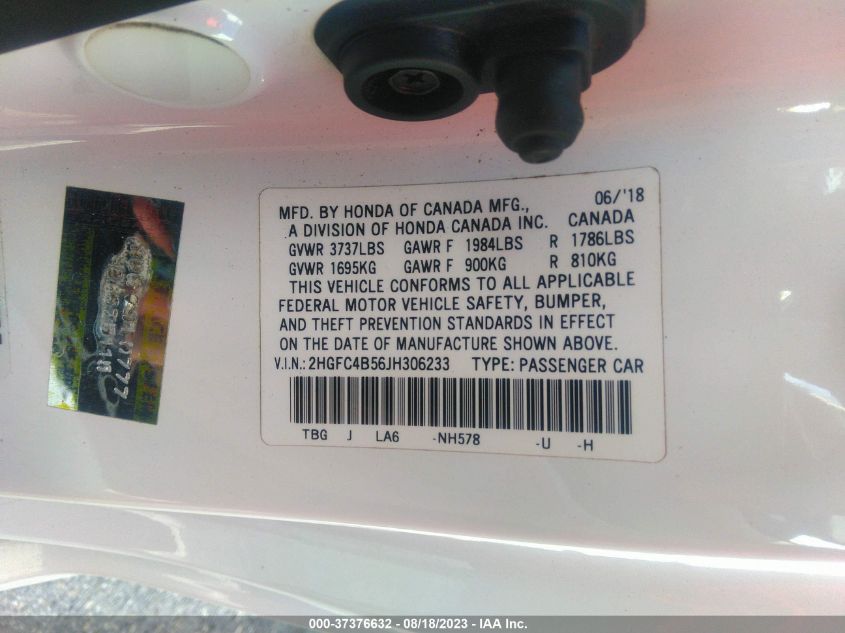 06/'18
MFD. BY HONDA OF CANADA MFG.,
A DIVISION OF HONDA CANADA INC. CANADA
GVWR 3737LBS GAWR F 1984LBS R 1786LBS
GVWR 1695KG GAWR F 900KG R 810KG
THIS VEHICLE CONFORMS TO ALL APPLICABLE
FEDERAL MOTOR VEHICLE SAFETY, BUMPER,
AND THEFT PREVENTION STANDARDS IN EFFECT
ON THE DATE OF MANUFACTURE SHOWN ABOVE.
V.I.N.: 2HGFC4B56JH306233 TYPE: PASSENGER CAR
TBG J LA6 -NH578 -U -H
000-37376632 - 08/18/2023 - IAA Inc.